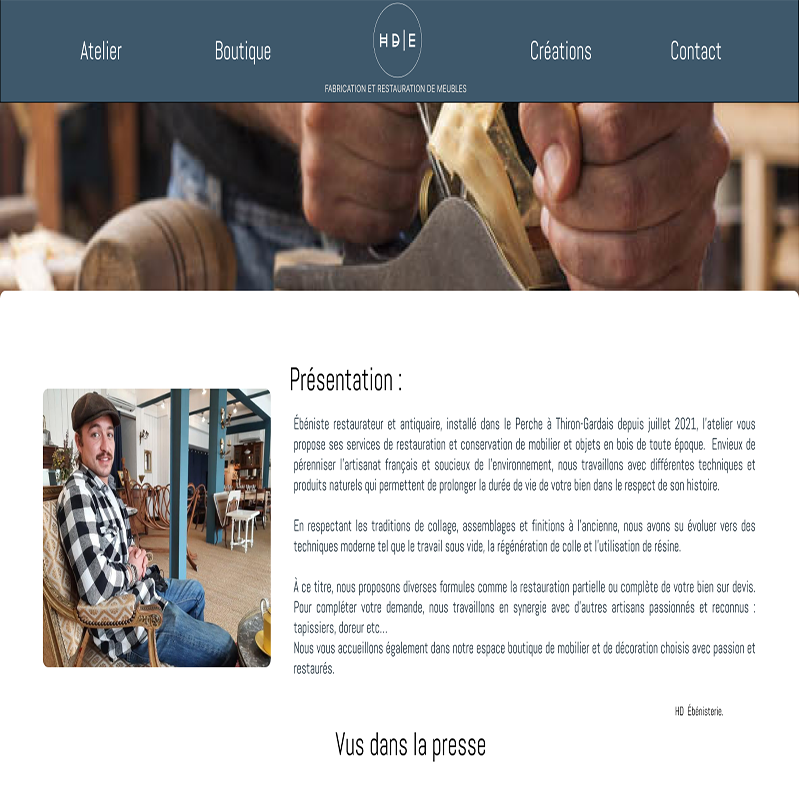 Atelier
Boutique
HD|E
Créations
Contact
FABRICATION ET RESTAURATION DE MEUBLES
Présentation :
Ébéniste restaurateur et antiquaire, installé dans le Perche à Thiron-Gardais depuis juillet 2021, l'atelier vous
propose ses services de restauration et conservation de mobilier et objets en bois de toute époque. Envieux de
pérenniser l'artisanat français et soucieux de l'environnement, nous travaillons avec différentes techniques et
produits naturels qui permettent de prolonger la durée de vie de votre bien dans le respect de son histoire.
En respectant les traditions de collage, assemblages et finitions à l'ancienne, nous avons su évoluer vers des
techniques moderne tel que le travail sous vide, la régénération de colle et l'utilisation de résine.
À ce titre, nous proposons diverses formules comme la restauration partielle ou complète de votre bien sur devis.
Pour compléter votre demande, nous travaillons en synergie avec d'autres artisans passionnés et reconnus :
tapissiers, doreur etc...
Nous vous accueillons également dans notre espace boutique de mobilier et de décoration choisis avec passion et
restaurés.
HD Ébénisterie.
Vus dans la presse